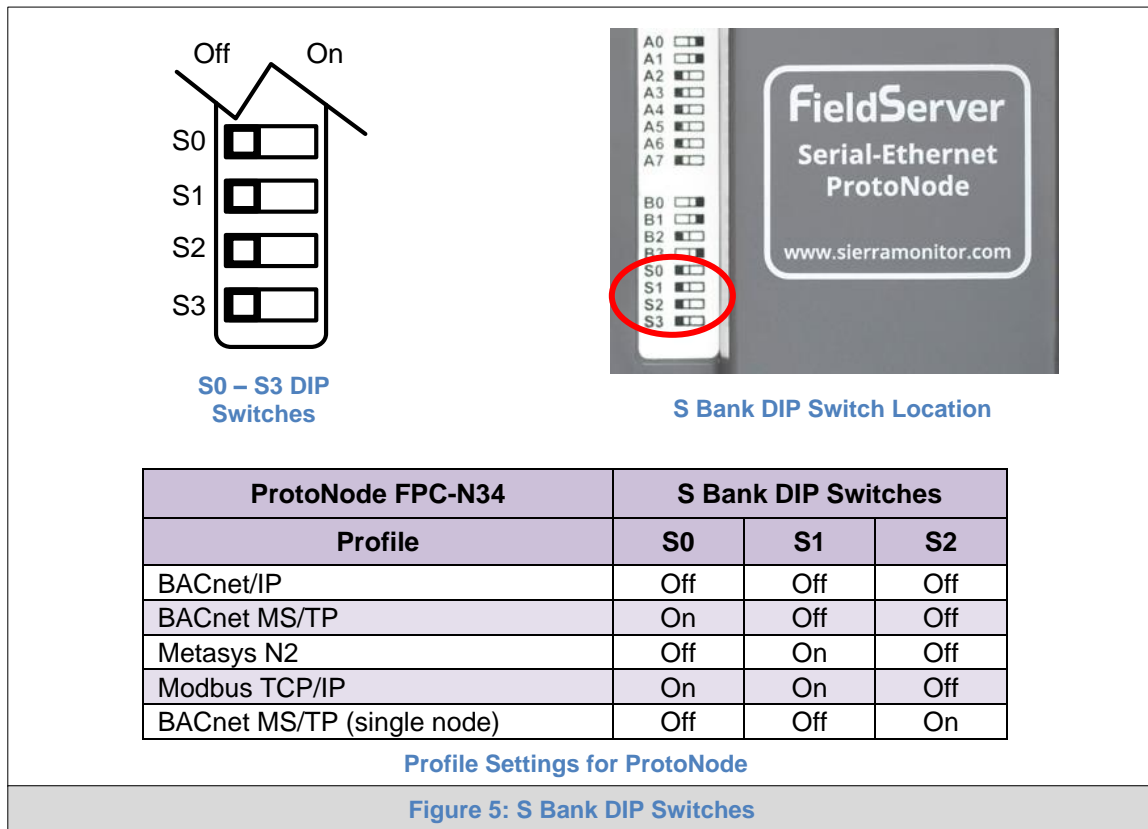 Off On
S0
S1
S2
S3
S0 – S3 DIP
Switches
A0
A1
A2
A3
A4
A5
A6
A7
B0
B1
B2
B3
S0
S1
S2
S3
FieldServer
Serial-Ethernet
ProtoNode
www.sierramonitor.com
S Bank DIP Switch Location
ProtoNode FPC-N34 S Bank DIP Switches
Profile S0 S1 S2
BACnet/IP Off Off Off
BACnet MS/TP On Off Off
Metasys N2 Off On Off
Modbus TCP/IP On On Off
BACnet MS/TP (single node) Off Off On
Profile Settings for ProtoNode
Figure 5: S Bank DIP Switches